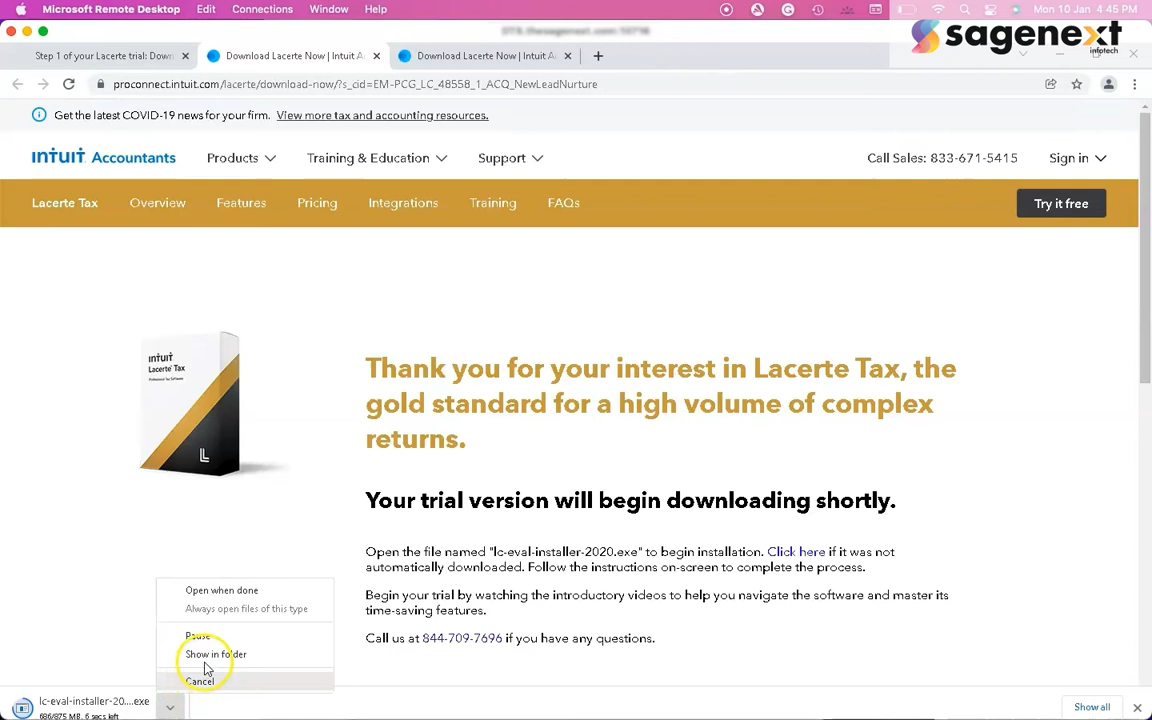 Microsoft Remote Desktop Edit Connections Window Help Mon 10 Jan 4:45 PM
sagenext
infotech
Step 1 of your Lacerte trial: Down
Download Lacerte Now | Intuit A
Download Lacerte Now | Intuit A
proconnect.intuit.com/lacerte/download-now/?s_cid=EM-PCG_LC_48558_1_ACQ_NewLeadNurture
Get the latest COVID-19 news for your firm. View more tax and accounting resources.
INTUIT Accountants Products Training & Education Support Call Sales: 833-671-5415 Sign in
Lacerte Tax Overview Features Pricing Integrations Training FAQs Try it free
INTUIT
Lacerte Tax
Professional Tax Software
L
Thank you for your interest in Lacerte Tax, the
gold standard for a high volume of complex
returns.
Your trial version will begin downloading shortly.
Open the file named "lc-eval-installer-2020.exe" to begin installation. Click here if it was not
automatically downloaded. Follow the instructions on-screen to complete the process.
Begin your trial by watching the introductory videos to help you navigate the software and master its
time-saving features.
Call us at 844-709-7696 if you have any questions.
Open when done
Always open files of this type
Pause
Show in folder
Cancel
lc-eval-installer-20....exe
686/875 MB, 6 secs left
Show all